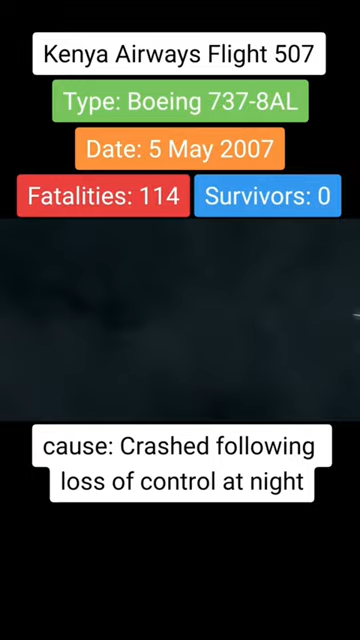 Kenya Airways Flight 507
Type: Boeing 737-8AL
Date: 5 May 2007
Fatalities: 114 Survivors: 0
cause: Crashed following
loss of control at night